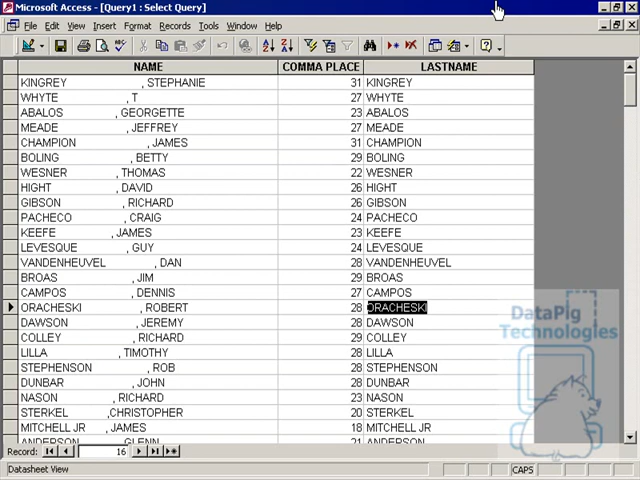 Microsoft Access - [Query1 : Select Query]
File Edit View Insert Format Records Tools Window Help
NAME COMMA PLACE LASTNAME
KINGREY , STEPHANIE 31 KINGREY
WHYTE , T 27 WHYTE
ABALOS , GEORGETTE 23 ABALOS
MEADE , JEFFREY 27 MEADE
CHAMPION , JAMES 31 CHAMPION
BOLING , BETTY 29 BOLING
WESNER , THOMAS 22 WESNER
HIGHT , DAVID 26 HIGHT
GIBSON , RICHARD 26 GIBSON
PACHECO , CRAIG 24 PACHECO
KEEFE , JAMES 23 KEEFE
LEVESQUE , GUY 24 LEVESQUE
VANDENHEUVEL , DAN 28 VANDENHEUVEL
BROAS , JIM 29 BROAS
CAMPOS , DENNIS 27 CAMPOS
ORACHESKI , ROBERT 28 ORACHESKI
DAWSON , JEREMY 28 DAWSON
COLLEY , RICHARD 29 COLLEY
LILLA , TIMOTHY 28 LILLA
STEPHENSON , ROB 28 STEPHENSON
DUNBAR , JOHN 28 DUNBAR
NASON , RICHARD 23 NASON
STERKEL ,CHRISTOPHER 20 STERKEL
MITCHELL JR , JAMES 18 MITCHELL JR
ANDERSON , GLENN 21 ANDERSON
DataPig
Technologies
Record: 16
Datasheet View CAPS